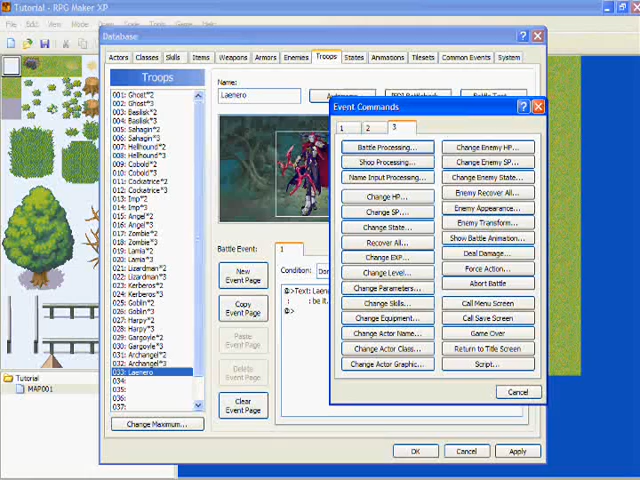 Tutorial - RPG Maker XP
File Edit View Mode Draw Scale Tools Game Help
Database
Actors Classes Skills Items Weapons Armors Enemies Troops States Animations Tilesets Common Events System
Troops
001: Ghost*2
002: Ghost*3
003: Basilisk*2
004: Basilisk*3
005: Sahagin*2
006: Sahagin*3
007: Hellhound*2
008: Hellhound*3
009: Cobold*2
010: Cobold*3
011: Cockatrice*2
012: Cockatrice*3
013: Imp*2
014: Imp*3
015: Angel*2
016: Angel*3
017: Zombie*2
018: Zombie*3
019: Lamia*2
020: Lamia*3
021: Lizardman*2
022: Lizardman*3
023: Kerberos*2
024: Kerberos*3
025: Goblin*2
026: Goblin*3
027: Harpy*2
028: Harpy*3
029: Gargoyle*2
030: Gargoyle*3
031: Archangel*2
032: Archangel*3
033: Laenero
034:
035:
036:
037:
Change Maximum...
Name:
Laenero
Battle Event:
New Event Page
Copy Event Page
Paste Event Page
Delete Event Page
Clear Event Page
1
Condition: Don
@>Text: Laene
: : be it.
@>
OK Cancel Apply
Event Commands
1 2 3
Battle Processing...
Shop Processing...
Name Input Processing...
Change HP...
Change SP...
Change State...
Recover All...
Change EXP...
Change Level...
Change Parameters...
Change Skills...
Change Equipment...
Change Actor Name...
Change Actor Class...
Change Actor Graphic...
Change Enemy HP...
Change Enemy SP...
Change Enemy State...
Enemy Recover All...
Enemy Appearance...
Enemy Transform...
Show Battle Animation...
Deal Damage...
Force Action...
Abort Battle
Call Menu Screen
Call Save Screen
Game Over
Return to Title Screen
Script...
Cancel
Tutorial
MAP001